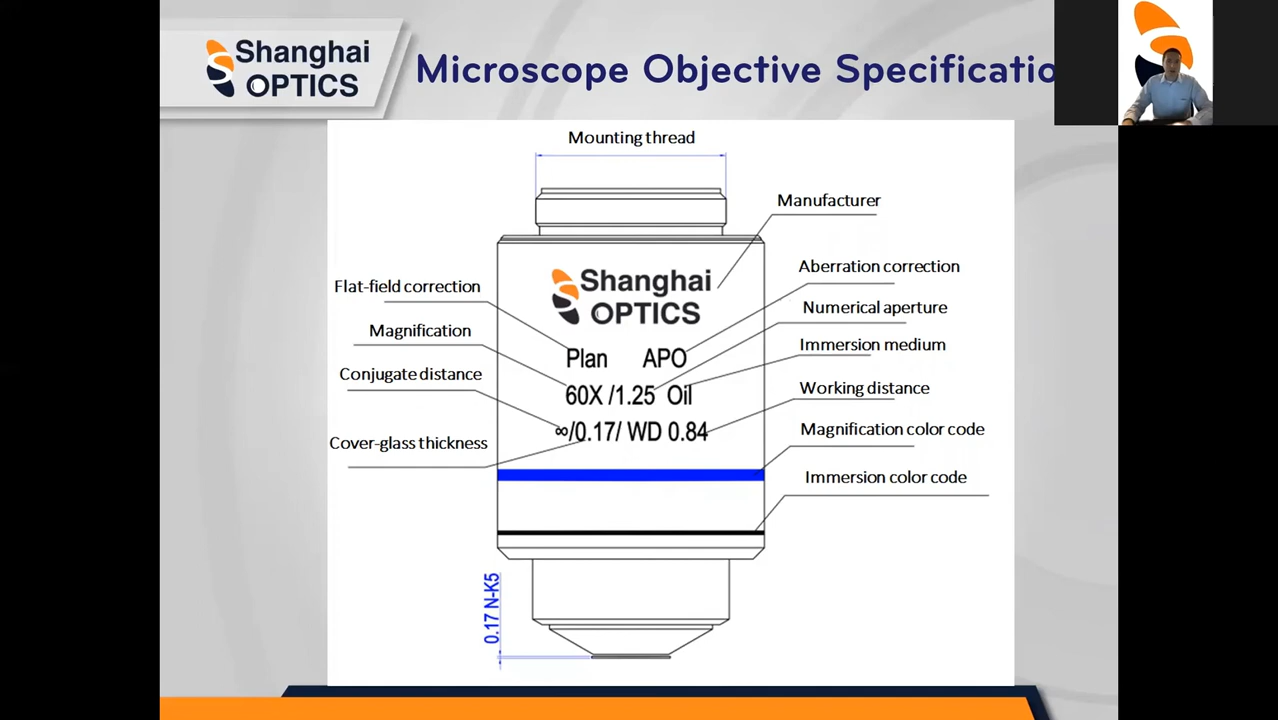 Shanghai
OPTICS
Microscope Objective Specificatio
Mounting thread
Manufacturer
Shanghai
OPTICS
Flat-field correction
Aberration correction
Magnification
Numerical aperture
Conjugate distance
Immersion medium
Cover-glass thickness
Working distance
Plan APO
60X /1.25 Oil
∞/0.17/ WD 0.84
Magnification color code
Immersion color code
0.17 N-K5